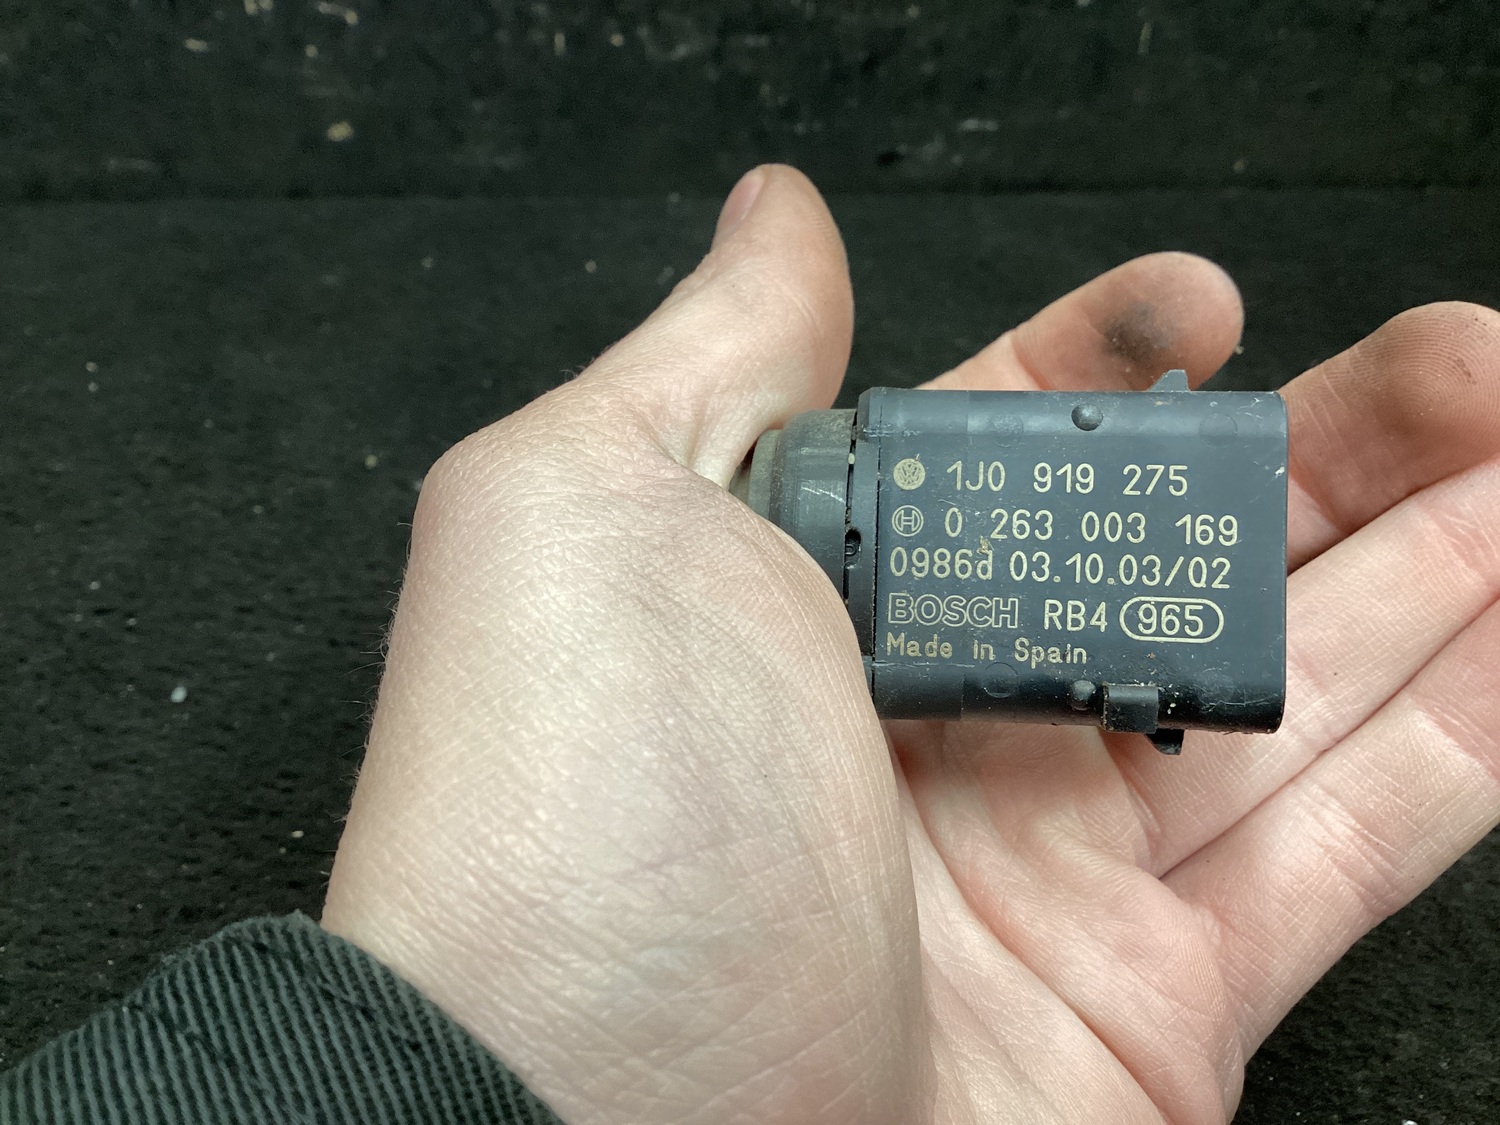 1J0 919 275
0 263 003 169
0986d 03.10.03/02
BOSCH RB4 965
Made in Spain